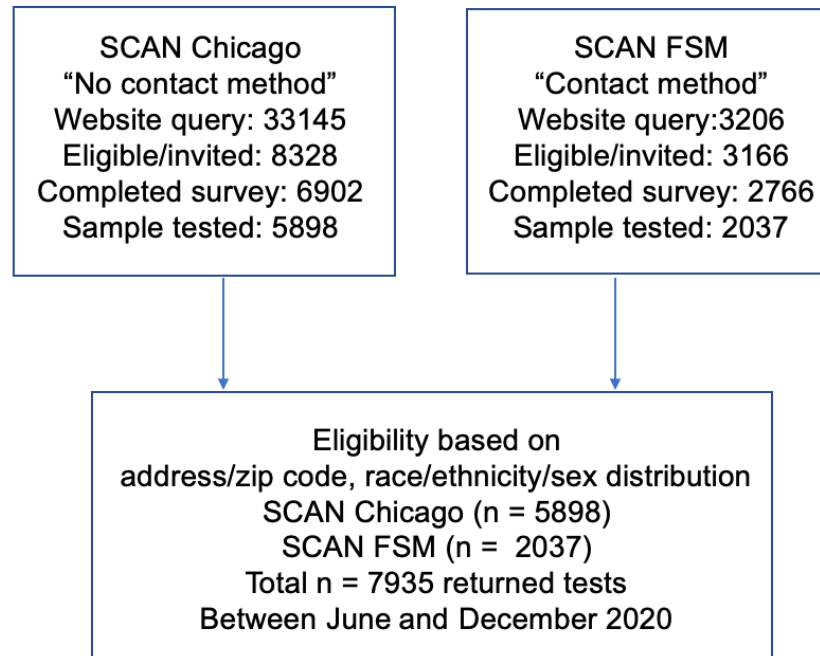 SCAN Chicago
“No contact method”
Website query: 33145
Eligible/invited: 8328
Completed survey: 6902
Sample tested: 5898
SCAN FSM
“Contact method”
Website query:3206
Eligible/invited: 3166
Completed survey: 2766
Sample tested: 2037
Eligibility based on
address/zip code, race/ethnicity/sex distribution
SCAN Chicago (n = 5898)
SCAN FSM (n = 2037)
Total n = 7935 returned tests
Between June and December 2020